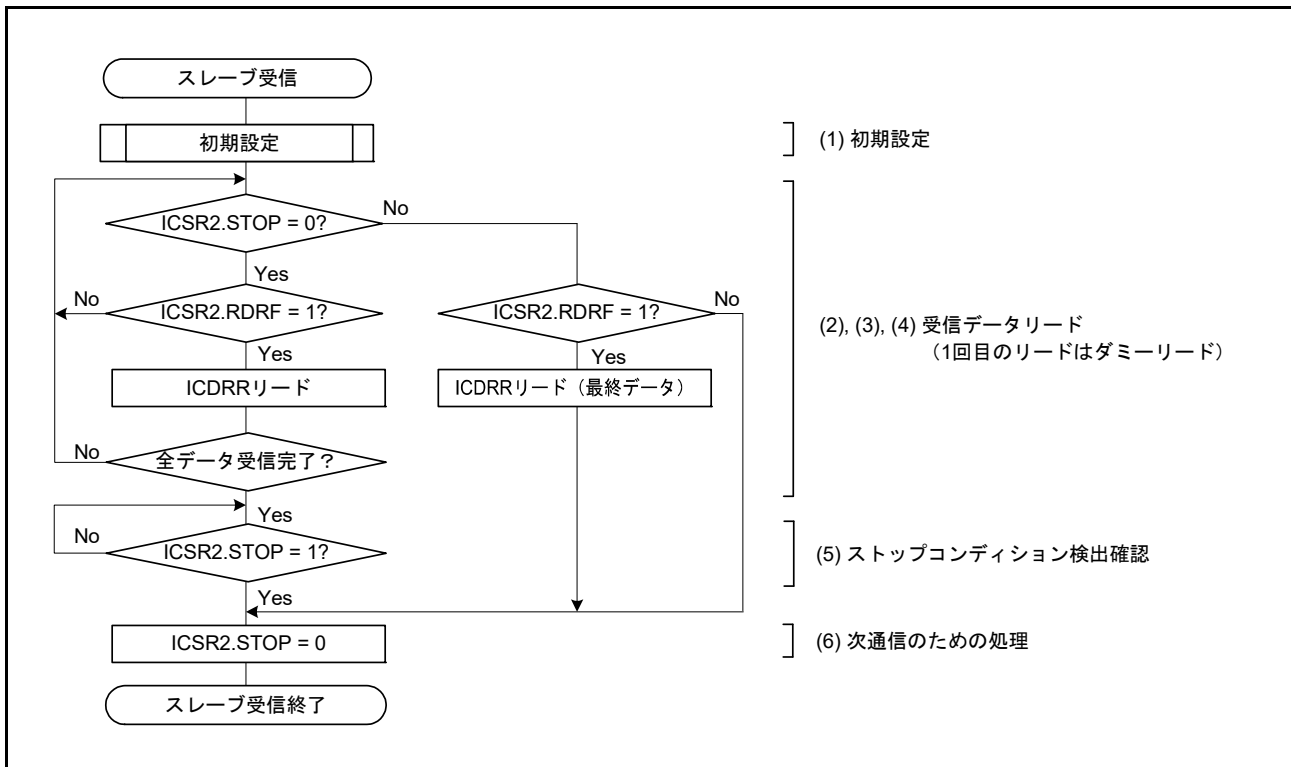 スレーブ受信
初期設定
(1) 初期設定
ICSR2.STOP = 0?
No
Yes
No
ICSR2.RDRF = 1?
ICSR2.RDRF = 1?
No
(2), (3), (4) 受信データリード
（1回目のリードはダミーリード）
Yes
Yes
ICDRRリード
ICDRRリード（最終データ）
No
全データ受信完了？
Yes
No
ICSR2.STOP = 1?
(5) ストップコンディション検出確認
Yes
ICSR2.STOP = 0
(6) 次通信のための処理
スレーブ受信終了